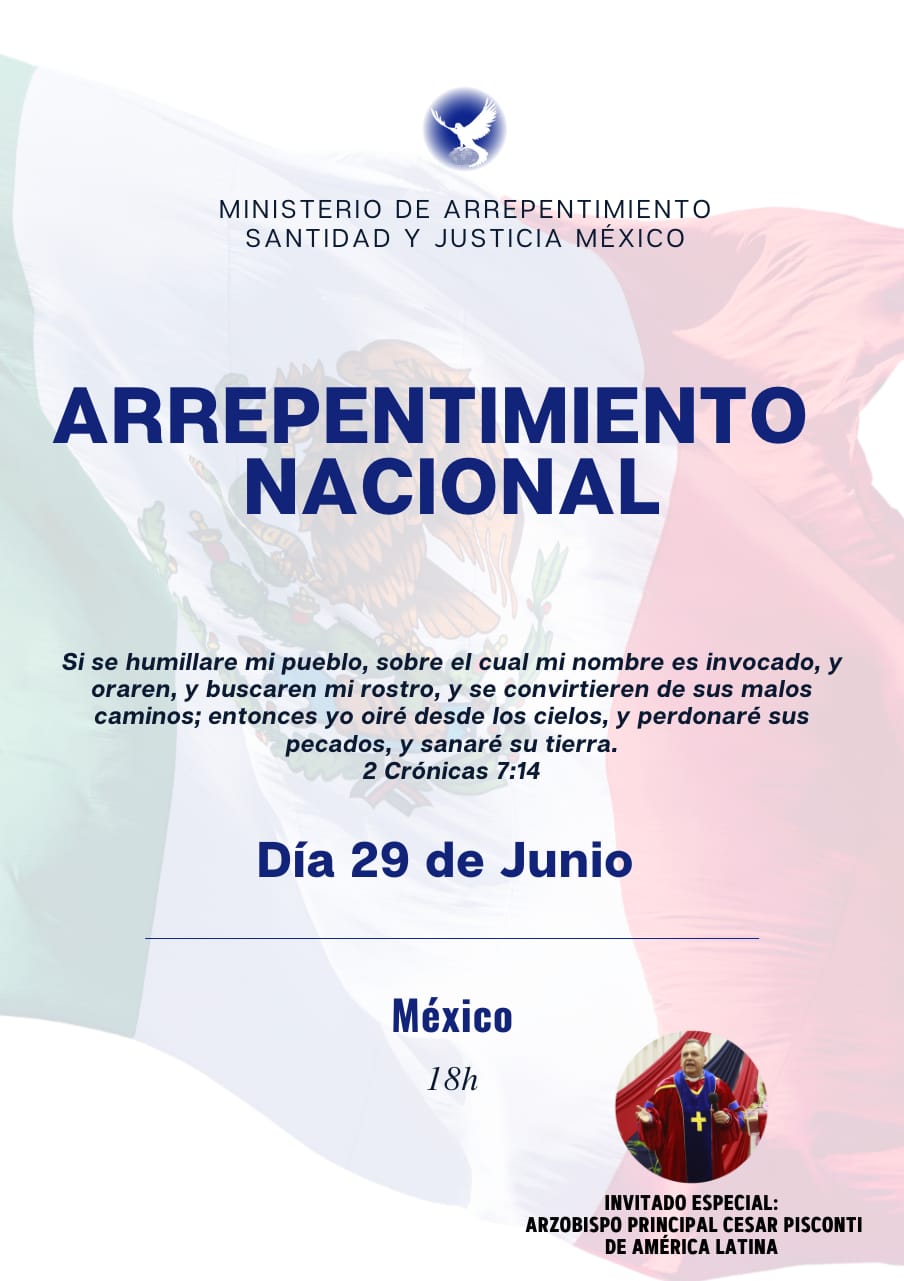 MINISTERIO DE ARREPENTIMIENTO
SANTIDAD Y JUSTICIA MÉXICO
ARREPENTIMIENTO
NACIONAL
Si se humillare mi pueblo, sobre el cual mi nombre es invocado, y
oraren, y buscaren mi rostro, y se convirtieren de sus malos
caminos; entonces yo oiré desde los cielos, y perdonaré sus
pecados, y sanaré su tierra.
2 Crónicas 7:14
Día 29 de Junio
México
18h
INVITADO ESPECIAL:
ARZOBISPO PRINCIPAL CESAR PISCONTI
DE AMÉRICA LATINA